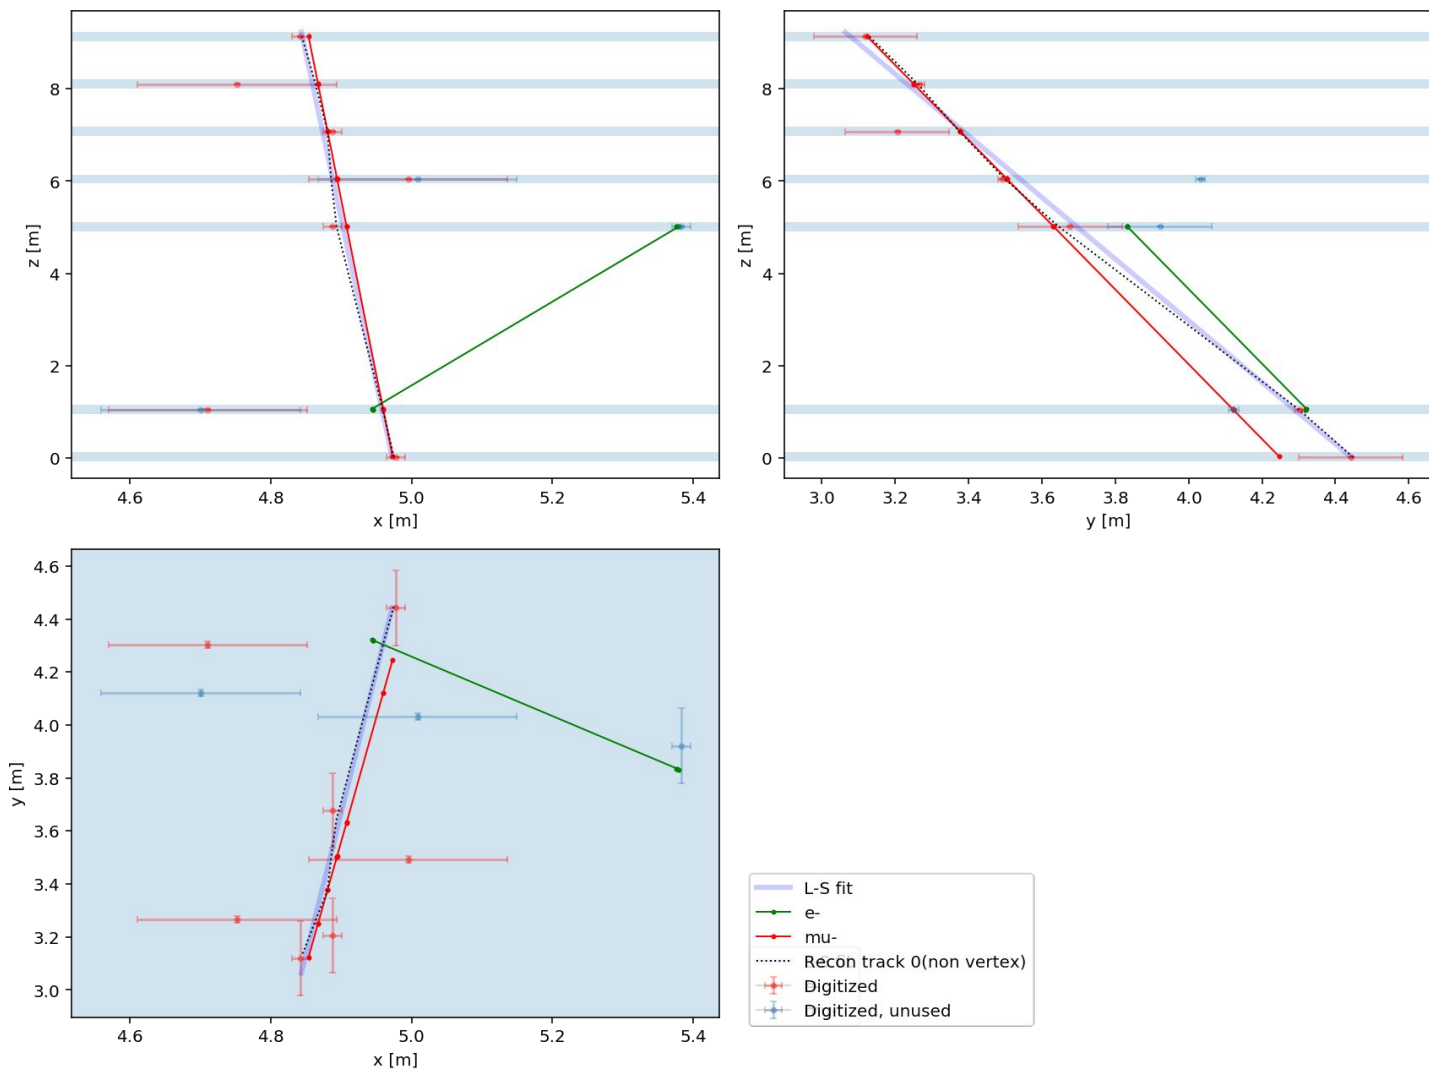 8
6
4
2
0
z [m]
4.6 4.8 5.0 5.2 5.4
x [m]
8
6
4
2
0
z [m]
3.0 3.2 3.4 3.6 3.8 4.0 4.2 4.4 4.6
y [m]
4.6
4.4
4.2
4.0
3.8
3.6
3.4
3.2
3.0
y [m]
4.6 4.8 5.0 5.2 5.4
x [m]
L-S fit
e-
mu-
Recon track 0(non vertex)
Digitized
Digitized, unused